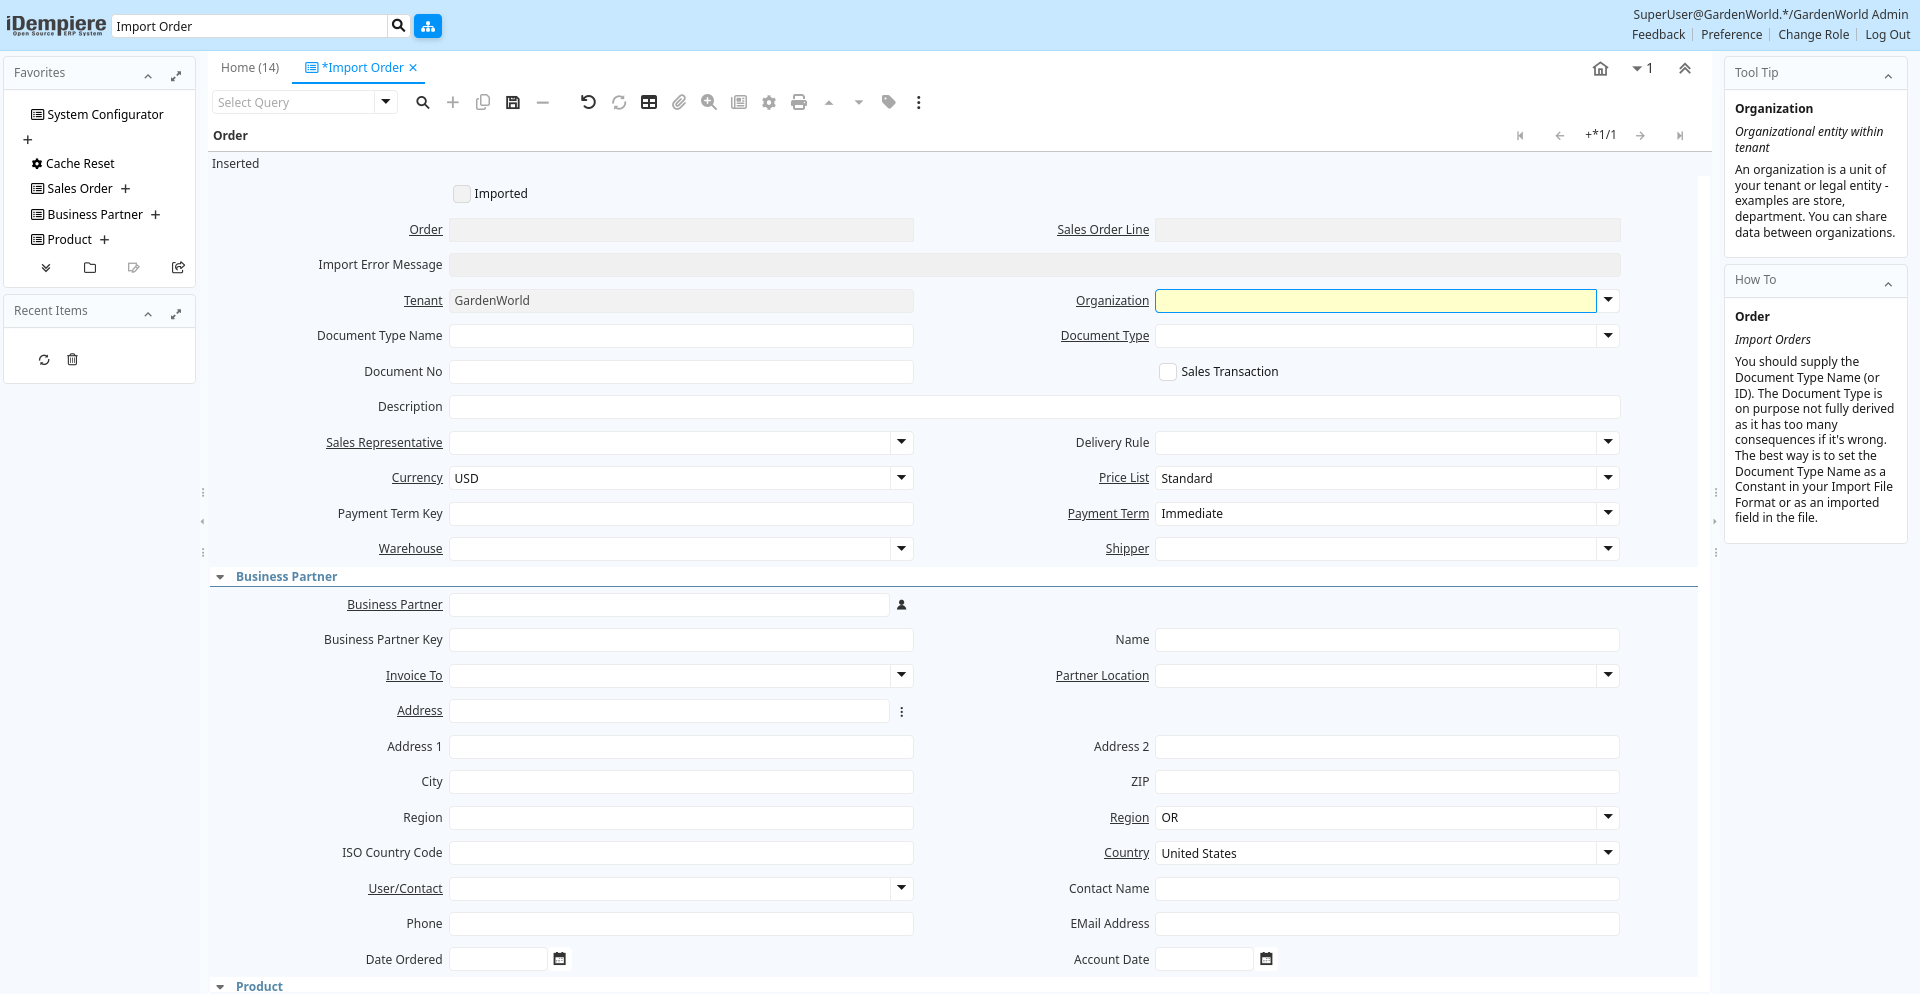 iDempiere
Open Source ERP System
Import Order
SuperUser@GardenWorld.*/GardenWorld Admin
Feedback
Preference
Change Role
Log Out
Favorites
System Configurator
Cache Reset
Sales Order
Business Partner
Product
Recent Items
Home (14)
*Import Order
1
Select Query
Order
+*1/1
Inserted
Imported
Order
Sales Order Line
Import Error Message
Tenant GardenWorld
Organization
Document Type Name
Document Type
Document No
Sales Transaction
Description
Sales Representative
Delivery Rule
Currency USD
Price List Standard
Payment Term Key
Payment Term Immediate
Warehouse
Shipper
Business Partner
Business Partner
Business Partner Key
Name
Invoice To
Partner Location
Address
Address 1
Address 2
City
ZIP
Region
Region OR
ISO Country Code
Country United States
User/Contact
Contact Name
Phone
EMail Address
Date Ordered
Account Date
Product
Tool Tip
Organization
Organizational entity within
tenant
An organization is a unit of
your tenant or legal entity -
examples are store,
department. You can share
data between organizations.
How To
Order
Import Orders
You should supply the
Document Type Name (or
ID). The Document Type is
on purpose not fully derived
as it has too many
consequences if it's wrong.
The best way is to set the
Document Type Name as a
Constant in your Import File
Format or as an imported
field in the file.